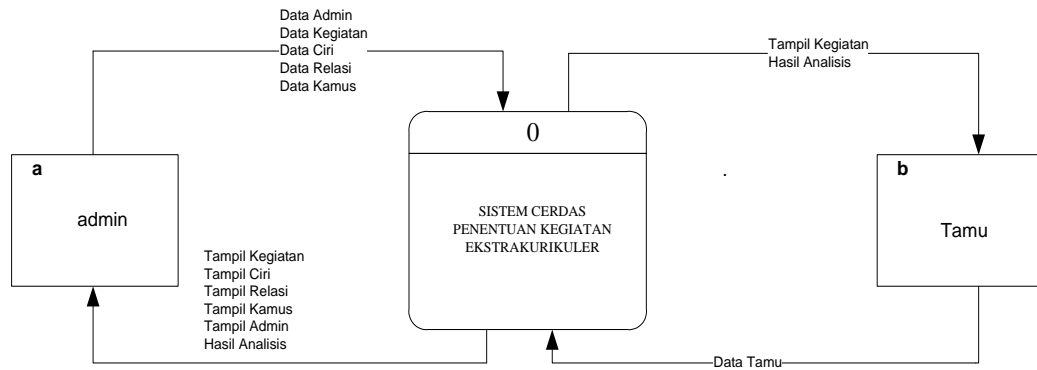 Data Admin
Data Kegiatan
Data Ciri
Data Relasi
Data Kamus
Tampil Kegiatan
Hasil Analisis
0
a
admin
SISTEM CERDAS
PENENTUAN KEGIATAN
EKSTRAKURIKULER
b
Tamu
Tampil Kegiatan
Tampil Ciri
Tampil Relasi
Tampil Kamus
Tampil Admin
Hasil Analisis
Data Tamu